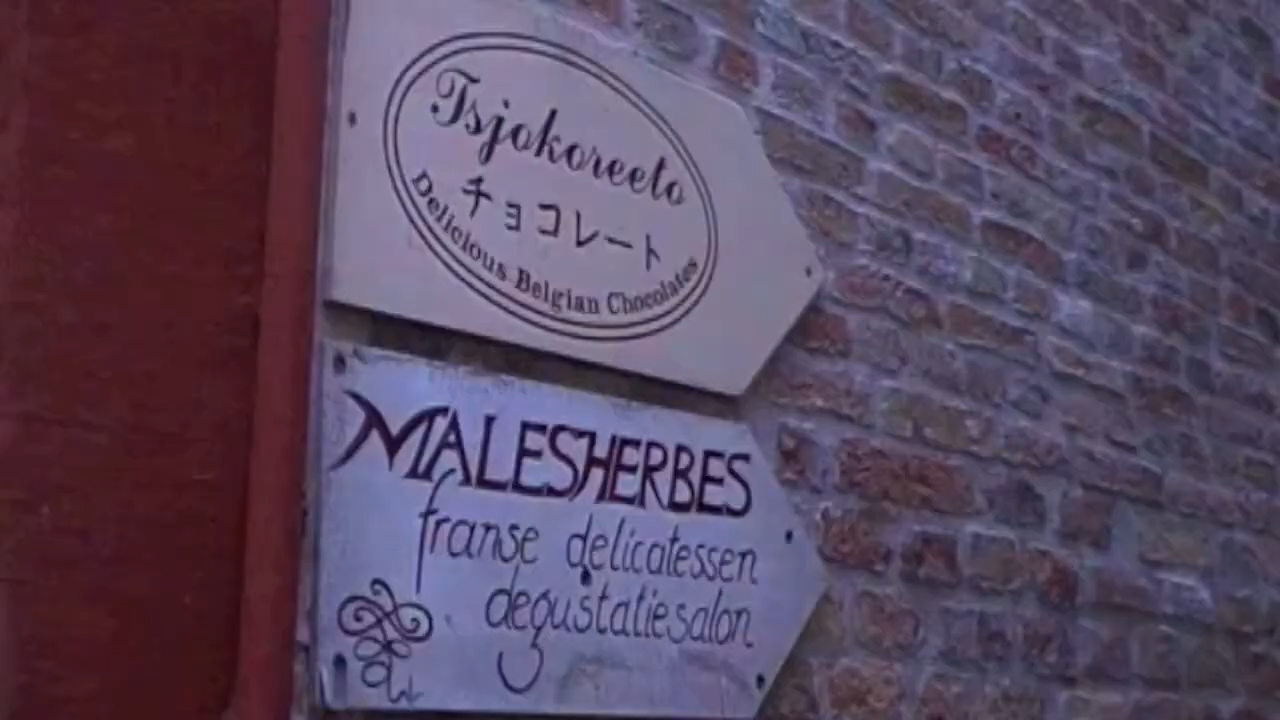 Tsjokoreeto
チョコレート
Delicious Belgian Chocolates
MALESHERBES
franse delicatessen
degustatiesalon